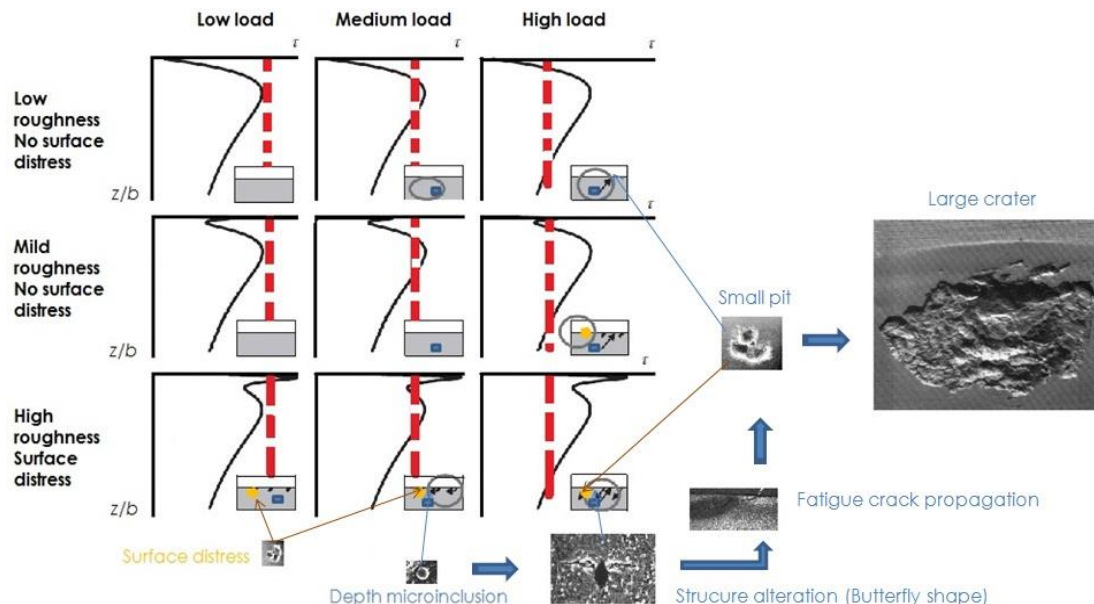 Low load
Medium load
High load
τ
τ
τ
Low
roughness
No surface
distress
z/b
τ
Large crater
Mild
roughness
No surface
distress
Small pit
z/b
τ
High
roughness
Surface
distress
z/b
Fatigue crack propagation
Surface distress
Depth microinclusion
Strucure alteration (Butterfly shape)